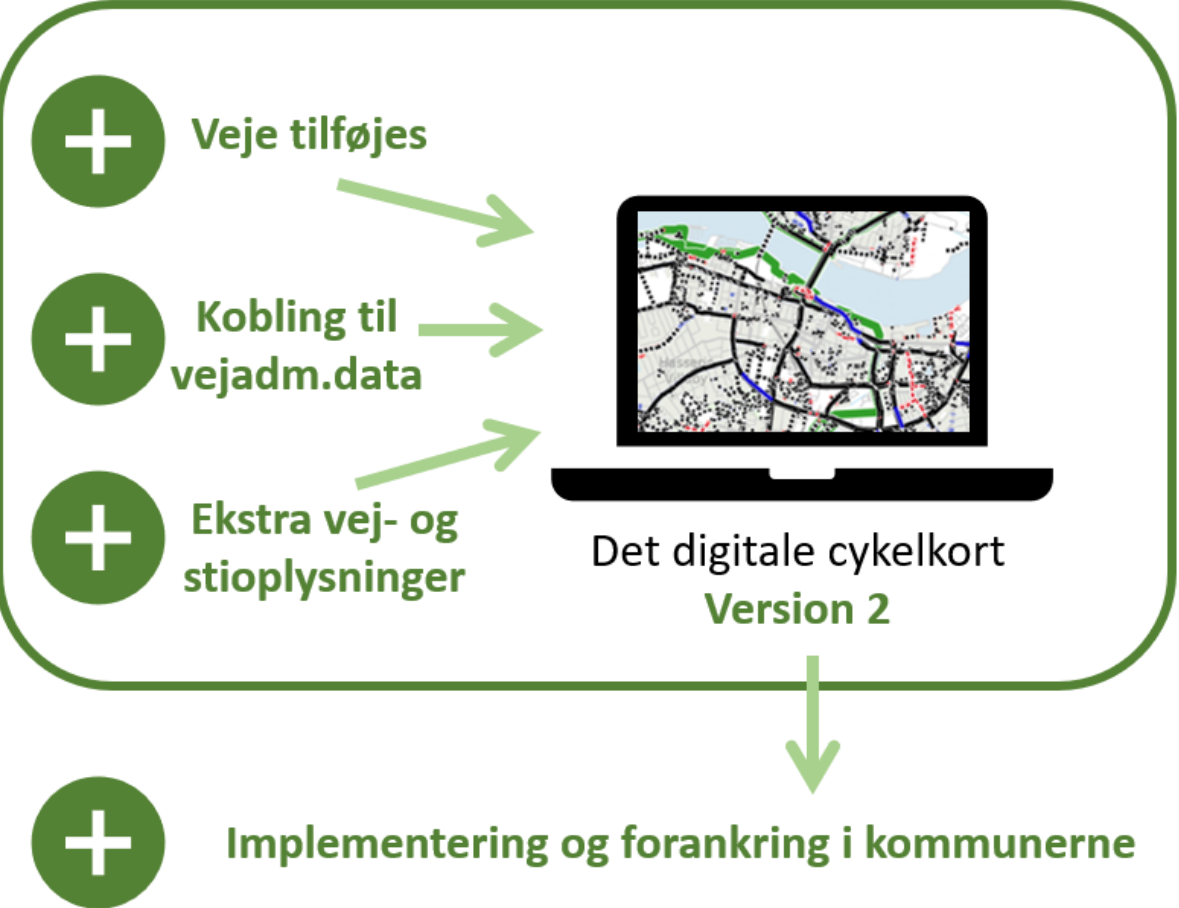 Veje tilføjes
Kobling til
vejadm.data
Ekstra vej- og
stioplysninger
Det digitale cykelkort
Version 2
Implementering og forankring i kommunerne